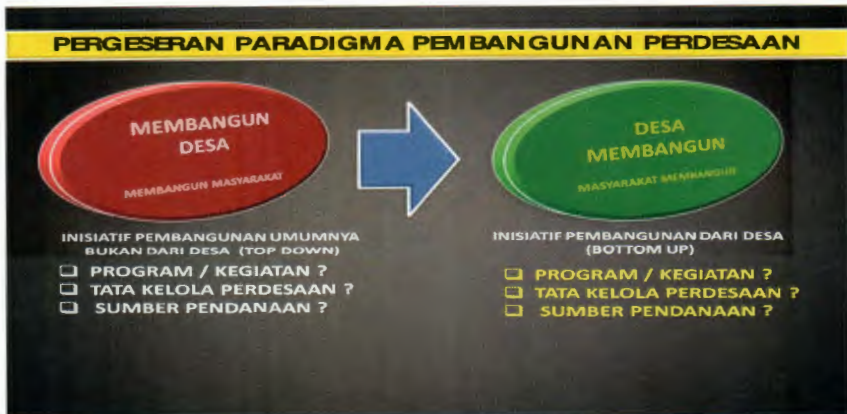 PERGESERAN PARADIGMA PEMBANGUNAN PERDESAAN
MEMBANGUN
DESA
MEMBANGUN MASYARAKAT
INISIATIF PEMBANGUNAN UMUMNYA
BUKAN DARI DESA (TOP DOWN)
PROGRAM / KEGIATAN ?
TATA KELOLA PERDESAAN ?
SUMBER PENDANAAN ?
DESA
MEMBANGUN
MASYARAKAT MEMBANGUN
INISIATIF PEMBANGUNAN DARI DESA
(BOTTOM UP)
PROGRAM / KEGIATAN ?
TATA KELOLA PERDESAAN ?
SUMBER PENDANAAN ?